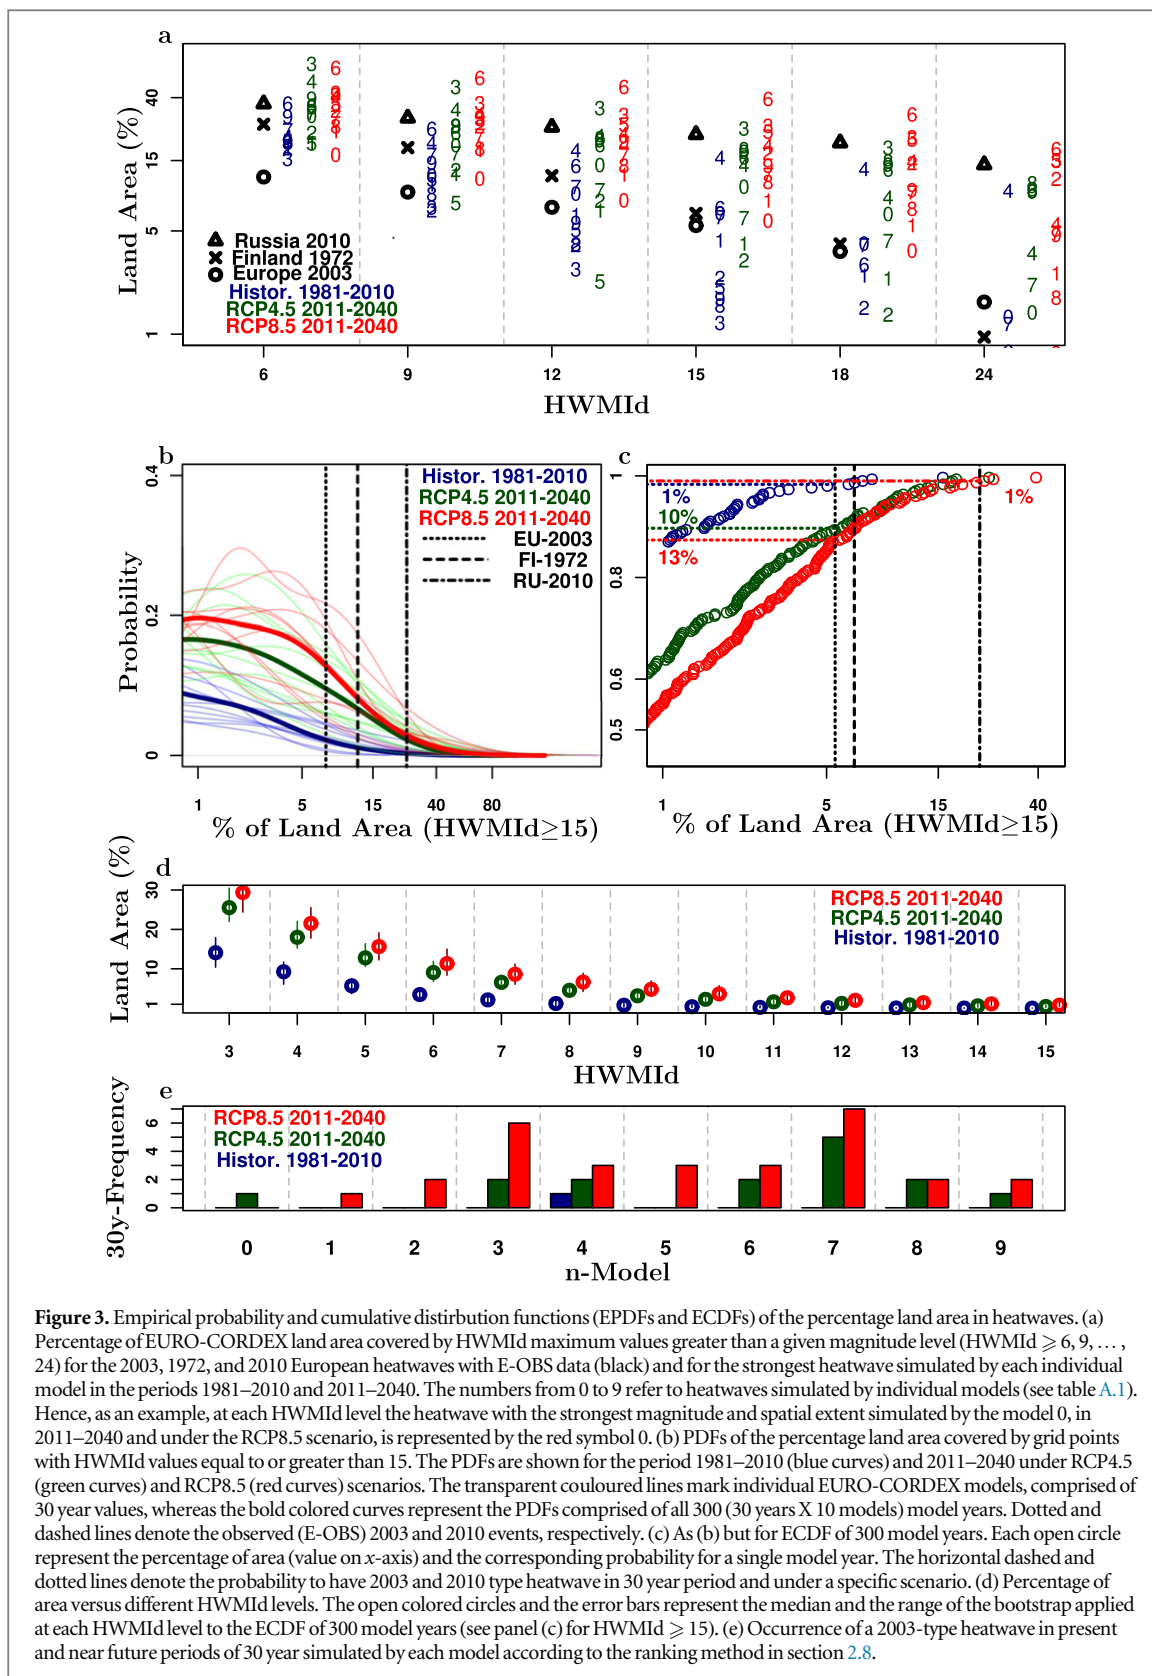 a
Land Area (%)
40
15
5
1
Russia 2010
Finland 1972
Europe 2003
Histor. 1981-2010
RCP4.5 2011-2040
RCP8.5 2011-2040
6 9 12 15 18 24
HWMId
b
Probability
0.4
0.2
0
Histor. 1981-2010
RCP4.5 2011-2040
RCP8.5 2011-2040
EU-2003
FI-1972
RU-2010
1 5 15 40 80
% of Land Area (HWMId≥15)
c
1
0.8
0.6
0.5
1%
10%
13%
1%
1 5 15 40
% of Land Area (HWMId≥15)
d
Land Area (%)
30
20
10
1
RCP8.5 2011-2040
RCP4.5 2011-2040
Histor. 1981-2010
3 4 5 6 7 8 9 10 11 12 13 14 15
HWMId
e
30y-Frequency
6
4
2
0
RCP8.5 2011-2040
RCP4.5 2011-2040
Histor. 1981-2010
0 1 2 3 4 5 6 7 8 9
n-Model
Figure 3. Empirical probability and cumulative distirbution functions (EPDFs and ECDFs) of the percentage land area in heatwaves. (a)
Percentage of EURO-CORDEX land area covered by HWMId maximum values greater than a given magnitude level (HWMId ⩾ 6, 9, … ,
24) for the 2003, 1972, and 2010 European heatwaves with E-OBS data (black) and for the strongest heatwave simulated by each individual
model in the periods 1981–2010 and 2011–2040. The numbers from 0 to 9 refer to heatwaves simulated by individual models (see table A.1).
Hence, as an example, at each HWMId level the heatwave with the strongest magnitude and spatial extent simulated by the model 0, in
2011–2040 and under the RCP8.5 scenario, is represented by the red symbol 0. (b) PDFs of the percentage land area covered by grid points
with HWMId values equal to or greater than 15. The PDFs are shown for the period 1981–2010 (blue curves) and 2011–2040 under RCP4.5
(green curves) and RCP8.5 (red curves) scenarios. The transparent couloured lines mark individual EURO-CORDEX models, comprised of
30 year values, whereas the bold colored curves represent the PDFs comprised of all 300 (30 years X 10 models) model years. Dotted and
dashed lines denote the observed (E-OBS) 2003 and 2010 events, respectively. (c) As (b) but for ECDF of 300 model years. Each open circle
represent the percentage of area (value on x-axis) and the corresponding probability for a single model year. The horizontal dashed and
dotted lines denote the probability to have 2003 and 2010 type heatwave in 30 year period and under a specific scenario. (d) Percentage of
area versus different HWMId levels. The open colored circles and the error bars represent the median and the range of the bootstrap applied
at each HWMId level to the ECDF of 300 model years (see panel (c) for HWMId ⩾ 15). (e) Occurrence of a 2003-type heatwave in present
and near future periods of 30 year simulated by each model according to the ranking method in section 2.8.